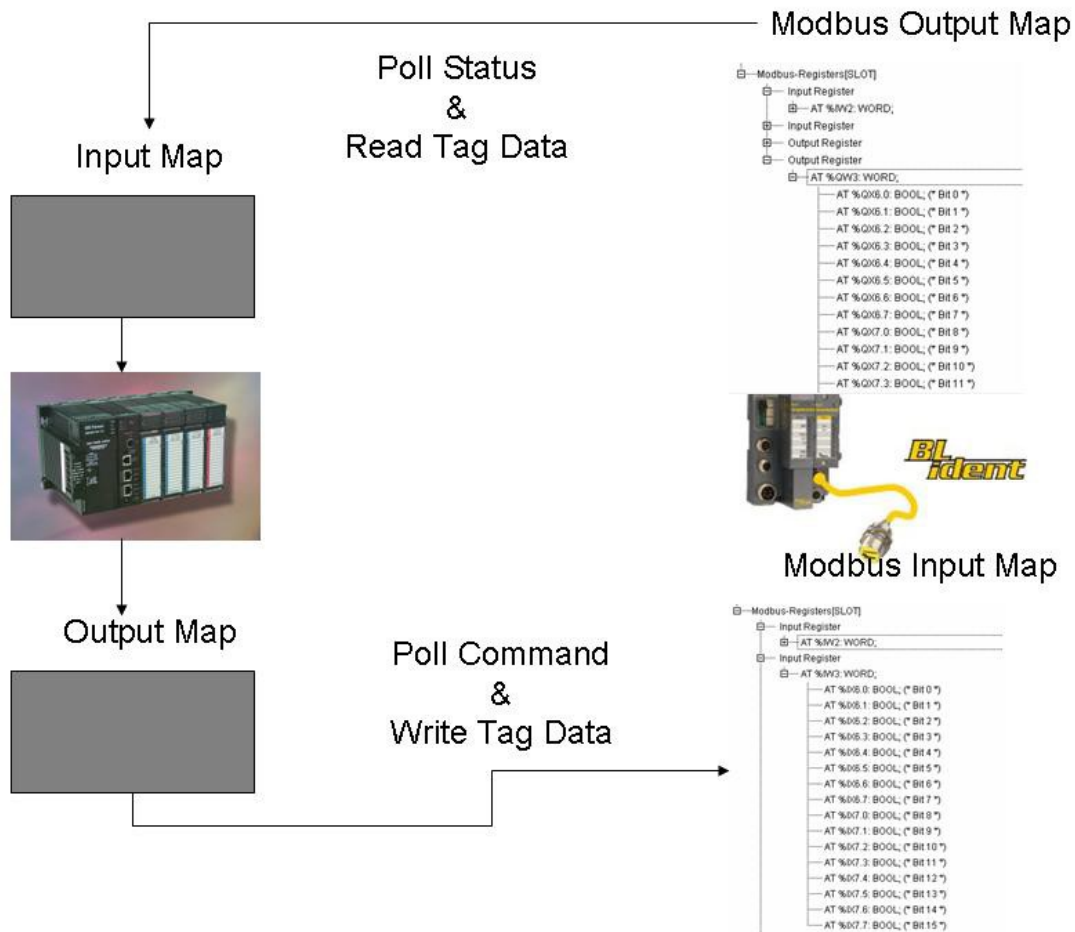 Modbus Output Map
Poll Status
&
Read Tag Data
Input Map
Modbus-Registers[SLOT]
Input Register
AT %IW2: WORD;
Input Register
Output Register
Output Register
AT %QW3: WORD;
AT %QX6.0: BOOL; (* Bit 0 *)
AT %QX6.1: BOOL; (* Bit 1 *)
AT %QX6.2: BOOL; (* Bit 2 *)
AT %QX6.3: BOOL; (* Bit 3 *)
AT %QX6.4: BOOL; (* Bit 4 *)
AT %QX6.5: BOOL; (* Bit 5 *)
AT %QX6.6: BOOL; (* Bit 6 *)
AT %QX6.7: BOOL; (* Bit 7 *)
AT %QX7.0: BOOL; (* Bit 8 *)
AT %QX7.1: BOOL; (* Bit 9 *)
AT %QX7.2: BOOL; (* Bit 10 *)
AT %QX7.3: BOOL; (* Bit 11 *)
BL
ident
Modbus Input Map
Output Map
Poll Command
&
Write Tag Data
Modbus-Registers[SLOT]
Input Register
AT %IW2: WORD;
Input Register
AT %IW3: WORD;
AT %IX6.0: BOOL; (* Bit 0 *)
AT %IX6.1: BOOL; (* Bit 1 *)
AT %IX6.2: BOOL; (* Bit 2 *)
AT %IX6.3: BOOL; (* Bit 3 *)
AT %IX6.4: BOOL; (* Bit 4 *)
AT %IX6.5: BOOL; (* Bit 5 *)
AT %IX6.6: BOOL; (* Bit 6 *)
AT %IX6.7: BOOL; (* Bit 7 *)
AT %IX7.0: BOOL; (* Bit 8 *)
AT %IX7.1: BOOL; (* Bit 9 *)
AT %IX7.2: BOOL; (* Bit 10 *)
AT %IX7.3: BOOL; (* Bit 11 *)
AT %IX7.4: BOOL; (* Bit 12 *)
AT %IX7.5: BOOL; (* Bit 13 *)
AT %IX7.6: BOOL; (* Bit 14 *)
AT %IX7.7: BOOL; (* Bit 15 *)